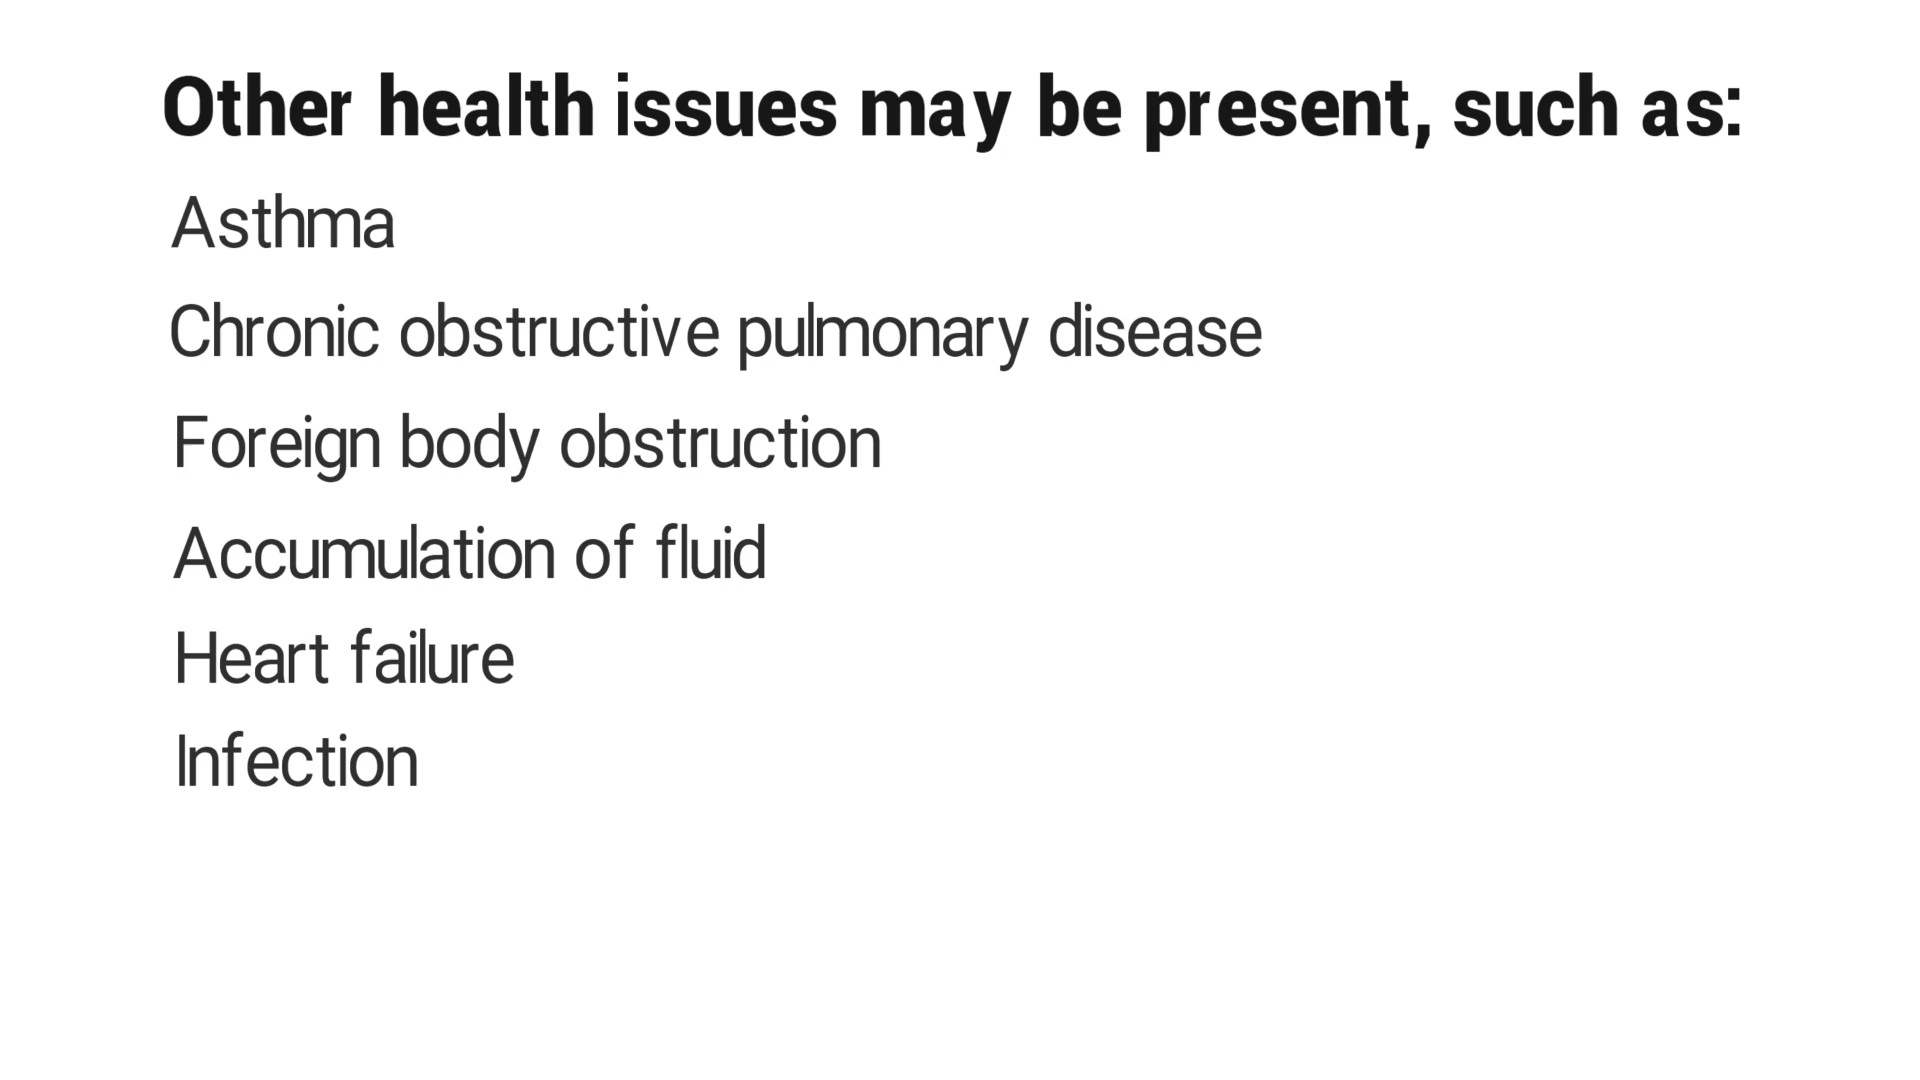 Other health issues may be present, such as:
Asthma
Chronic obstructive pulmonary disease
Foreign body obstruction
Accumulation of fluid
Heart failure
Infection